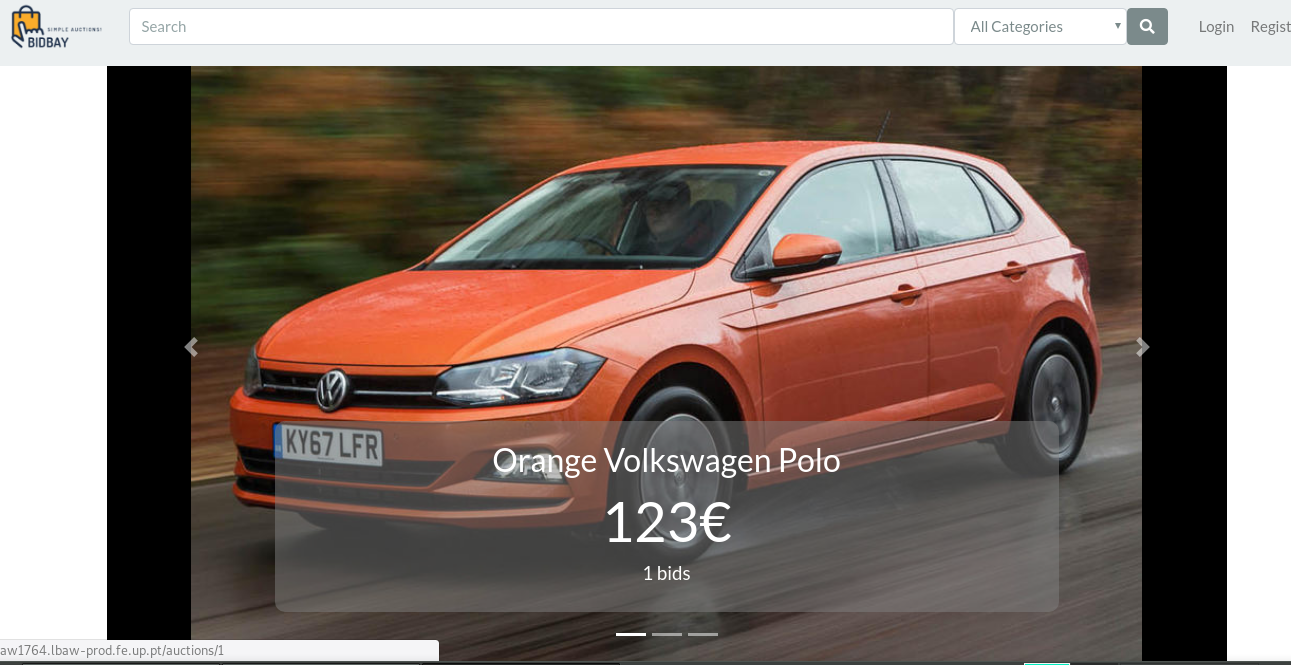 SIMPLE AUCTIONS!
BIDBAY
Search
All Categories
Login
Regist
KY67 LFR
Orange Volkswagen Polo
123€
1 bids
aw1764.lbaw-prod.fe.up.pt/auctions/1